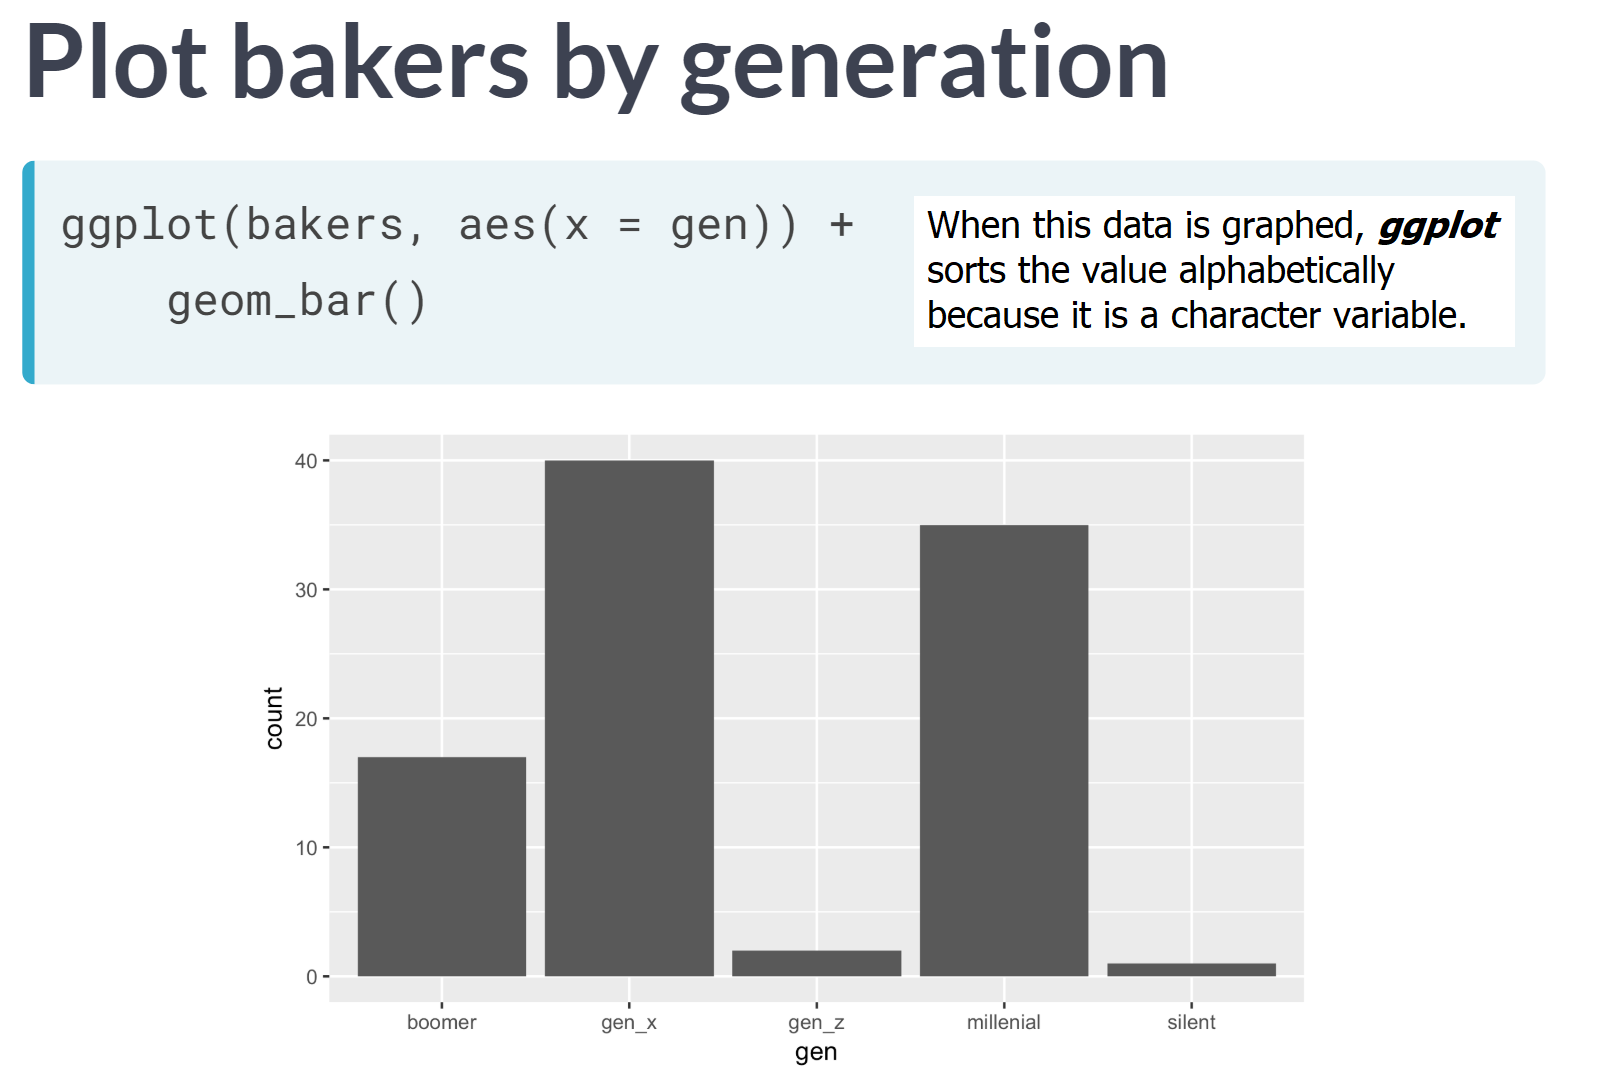 Plot bakers by generation
ggplot(bakers, aes(x = gen)) +
geom_bar()
When this data is graphed, ggplot
sorts the value alphabetically
because it is a character variable.
40
30
20
10
0
count
boomer gen_x gen_z millenial silent
gen